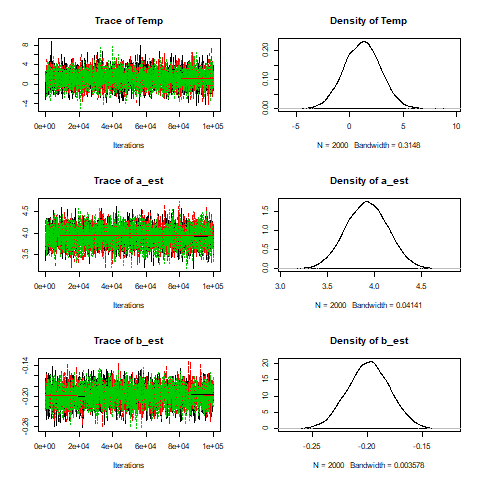 Trace of Temp
8
4
0
-4
0e+00 2e+04 4e+04 6e+04 8e+04 1e+05
Iterations
Density of Temp
0.20
0.10
0.00
-5 0 5 10
N = 2000 Bandwidth = 0.3148
Trace of a_est
4.5
4.0
3.5
0e+00 2e+04 4e+04 6e+04 8e+04 1e+05
Iterations
Density of a_est
1.5
1.0
0.5
0.0
3.0 3.5 4.0 4.5
N = 2000 Bandwidth = 0.04141
Trace of b_est
-0.14
-0.20
-0.26
0e+00 2e+04 4e+04 6e+04 8e+04 1e+05
Iterations
Density of b_est
20
15
10
5
0
-0.25 -0.20 -0.15
N = 2000 Bandwidth = 0.003578